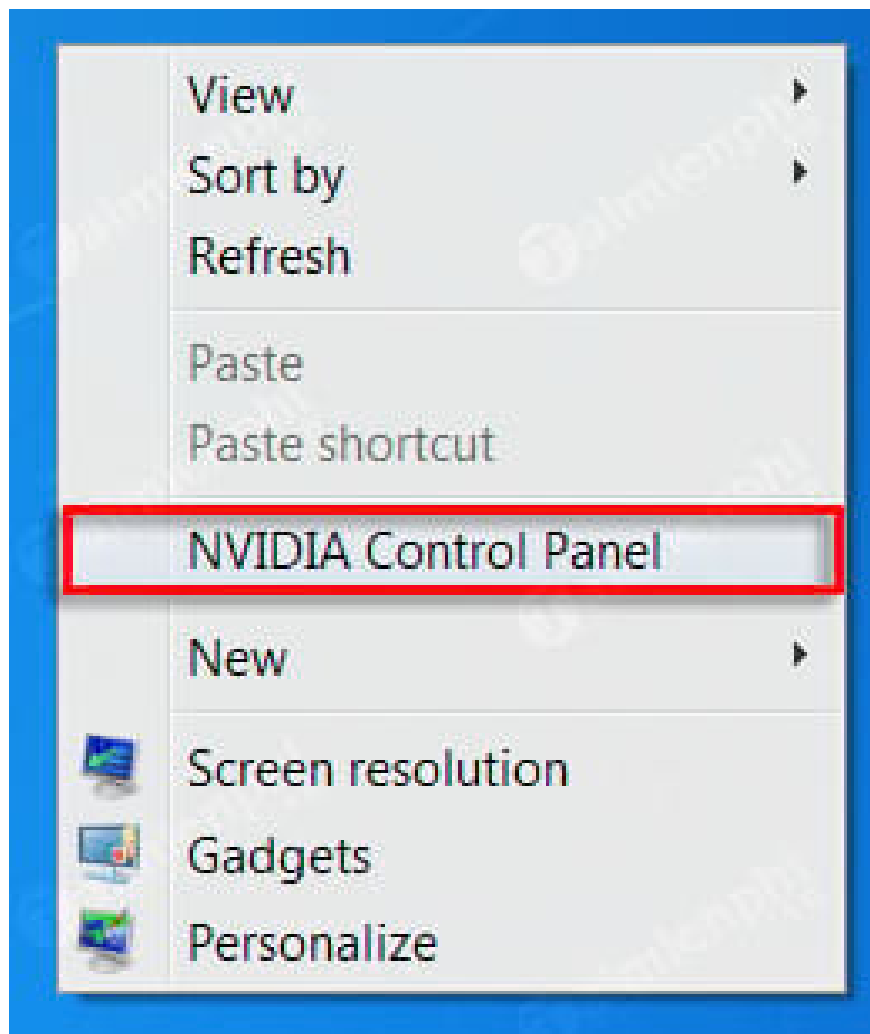 View
Sort by
Refresh
Paste
Paste shortcut
NVIDIA Control Panel
New
Screen resolution
Gadgets
Personalize